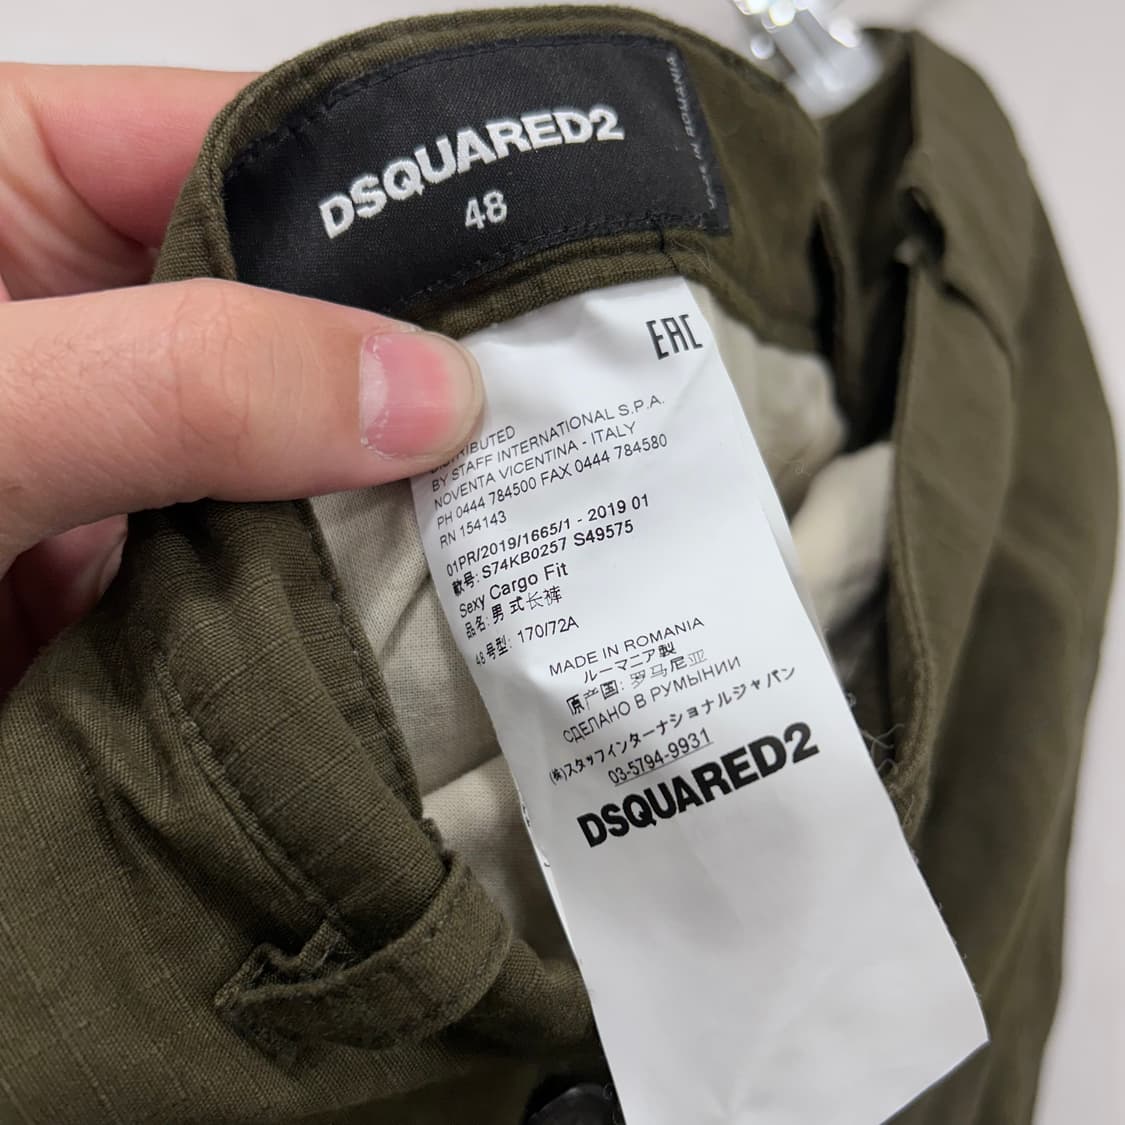 DSQUARED2
48
MADE IN ROMANIA
EAC
DISTRIBUTED
BY STAFF INTERNATIONAL S.P.A.
NOVENTA VICENTINA - ITALY
PH 0444 784500 FAX 0444 784580
RN 154143
01PR/2019/1665/1 - 2019 01
款号: S74KB0257 S49575
Sexy Cargo Fit
品名: 男式长裤
48号型: 170/72A
MADE IN ROMANIA
ルーマニア製
原产国: 罗马尼亚
СДЕЛАНО В РУМЫНИИ
(株)スタッフインターナショナルジャパン
03-5794-9931
DSQUARED2